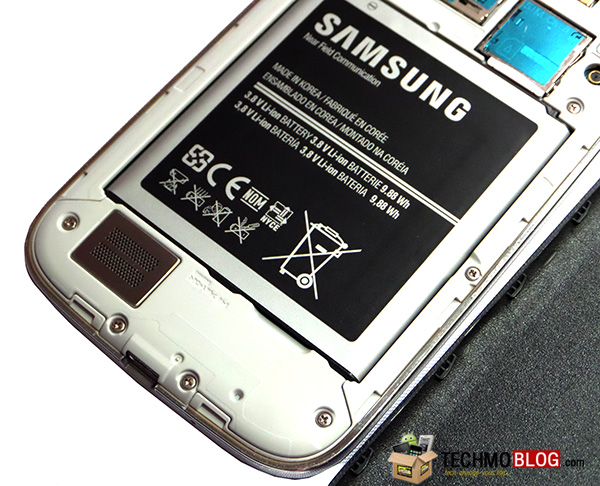 SAMSUNG
Near Field Communication
MADE IN KOREA / FABRIQUÉ EN CORÉE
ENSAMBLADO EN COREA / MONTADO NA CORÉIA
3.8 V Li-ion BATTERY 3.8 V Li-ion BATTERIE 9.88 Wh
3,8 V Li-ion BATERÍA 3,8 V Li-ion BATERIA 9,88 Wh
CE NOM
NYCE
TECHMOBLOG.com